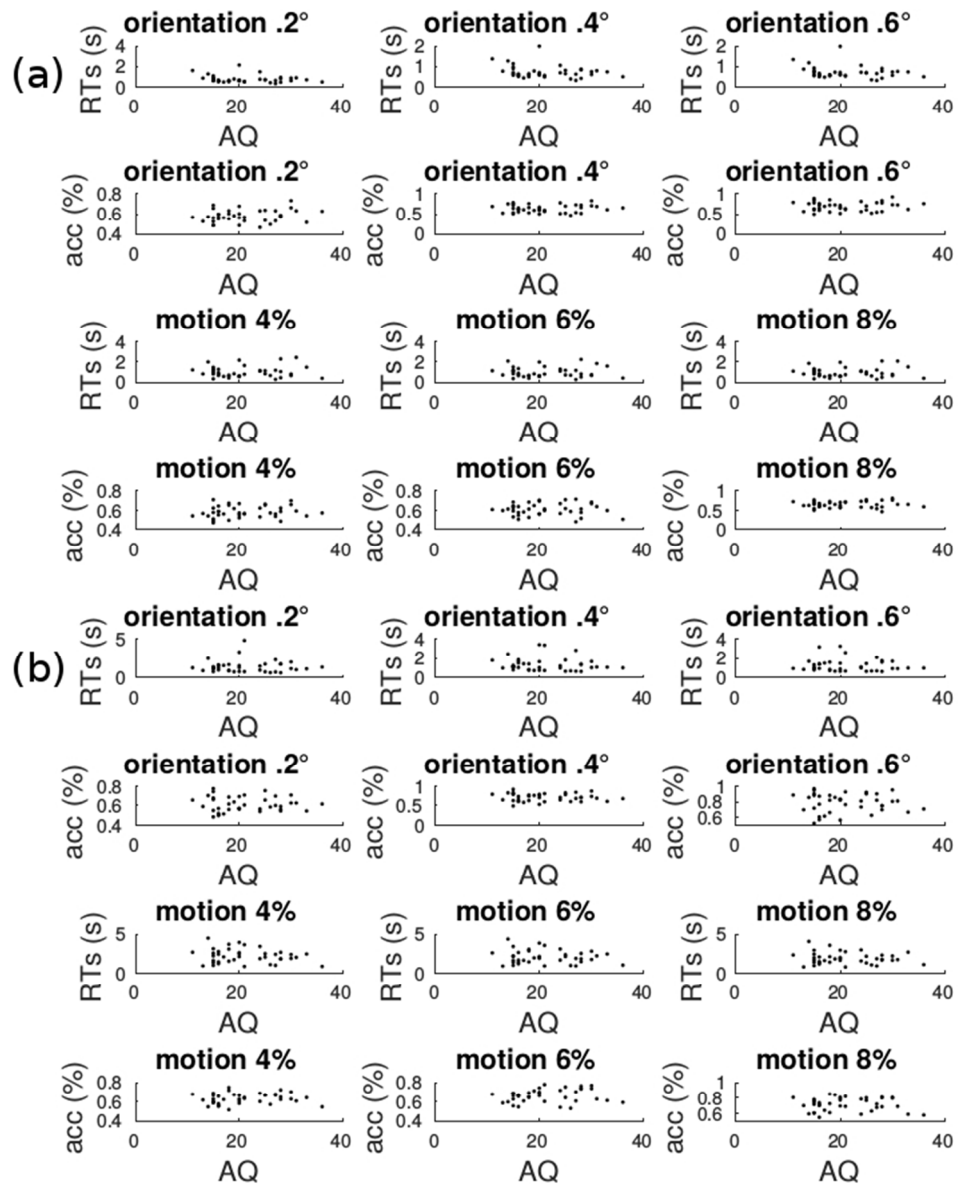 (a)
orientation .2° orientation .4° orientation .6°
RTs (s) 4 2 0 RTs (s) 2 1 0 RTs (s) 2 1 0
0 20 40 0 20 40 0 20 40
AQ AQ AQ
orientation .2° orientation .4° orientation .6°
acc (%) 0.8 0.6 0.4 acc (%) 1 0.5 0 acc (%) 1 0.5 0
0 20 40 0 20 40 0 20 40
AQ AQ AQ
motion 4% motion 6% motion 8%
RTs (s) 4 2 0 RTs (s) 4 2 0 RTs (s) 4 2 0
0 20 40 0 20 40 0 20 40
AQ AQ AQ
motion 4% motion 6% motion 8%
acc (%) 0.8 0.6 0.4 acc (%) 0.8 0.6 0.4 acc (%) 1 0.5 0
0 20 40 0 20 40 0 20 40
AQ AQ AQ
(b)
orientation .2° orientation .4° orientation .6°
RTs (s) 5 0 RTs (s) 4 2 0 RTs (s) 4 2 0
0 20 40 0 20 40 0 20 40
AQ AQ AQ
orientation .2° orientation .4° orientation .6°
acc (%) 0.8 0.6 0.4 acc (%) 1 0.5 0 acc (%) 1 0.8 0.6
0 20 40 0 20 40 0 20 40
AQ AQ AQ
motion 4% motion 6% motion 8%
RTs (s) 5 0 RTs (s) 5 0 RTs (s) 5 0
0 20 40 0 20 40 0 20 40
AQ AQ AQ
motion 4% motion 6% motion 8%
acc (%) 0.8 0.6 0.4 acc (%) 0.8 0.6 0.4 acc (%) 1 0.8 0.6
0 20 40 0 20 40 0 20 40
AQ AQ AQ